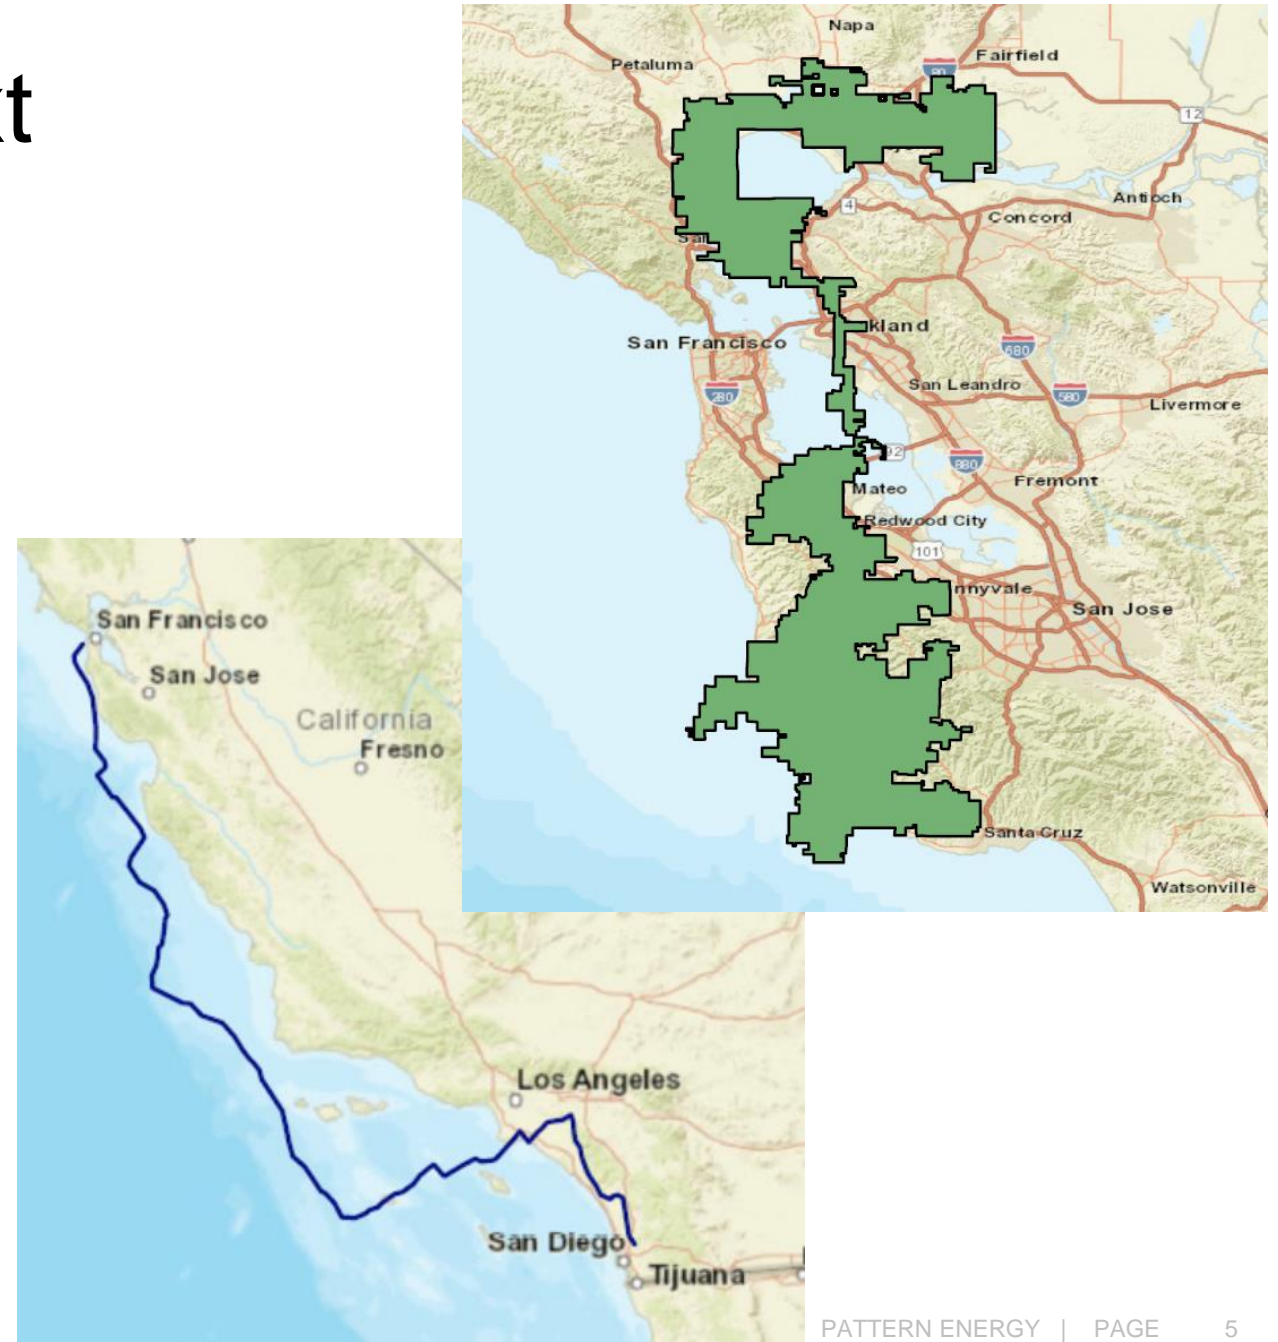 xt
Napa
Petaluma
Fairfield
80
12
Antioch
4
Concord
San Francisco
kland
680
San Leandro
280
580
Livermore
92
880
Mateo
Fremont
Redwood City
101
nnyvale
San Jose
Santa Cruz
Watsonville
San Francisco
San Jose
California
Fresno
Los Angeles
San Diego
Tijuana
PATTERN ENERGY | PAGE 5